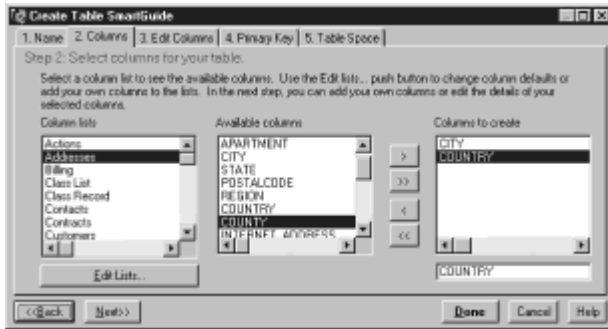 Create Table SmartGuide
1. Name
2. Columns
3. Edit Columns
4. Primary Key
5. Table Space
Step 2: Select columns for your table.
Select a column list to see the available columns. Use the Edit lists... push button to change column defaults or
add your own columns to the lists. In the next step, you can add your own columns or edit the details of your
selected columns.
Column lists
Actions
Addresses
Billing
Class List
Class Record
Contacts
Contracts
Customers
Edit Lists...
Available columns
APARTMENT
CITY
STATE
POSTALCODE
REGION
COUNTRY
COUNTY
INTERNET_ADDRESS
>
>>
<
<<
Columns to create
CITY
COUNTRY
COUNTRY
<<Back
Next>>
Done
Cancel
Help